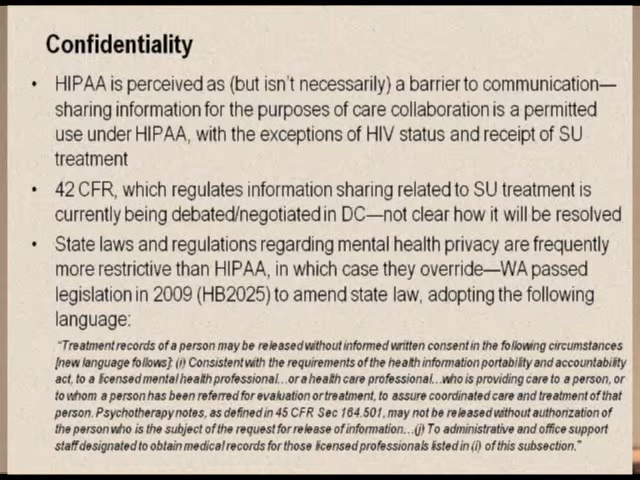 Confidentiality
• HIPAA is perceived as (but isn't necessarily) a barrier to communication—
sharing information for the purposes of care collaboration is a permitted
use under HIPAA, with the exceptions of HIV status and receipt of SU
treatment
• 42 CFR, which regulates information sharing related to SU treatment is
currently being debated/negotiated in DC—not clear how it will be resolved
• State laws and regulations regarding mental health privacy are frequently
more restrictive than HIPAA, in which case they override—WA passed
legislation in 2009 (HB2025) to amend state law, adopting the following
language:
"Treatment records of a person may be released without informed written consent in the following circumstances
[new language follows]: (i) Consistent with the requirements of the health information portability and accountability
act, to a licensed mental health professional...or a health care professional...who is providing care to a person, or
to whom a person has been referred for evaluation or treatment, to assure coordinated care and treatment of that
person. Psychotherapy notes, as defined in 45 CFR Sec 164.501, may not be released without authorization of
the person who is the subject of the request for release of information...(j) To administrative and office support
staff designated to obtain medical records for those licensed professionals listed in (i) of this subsection."